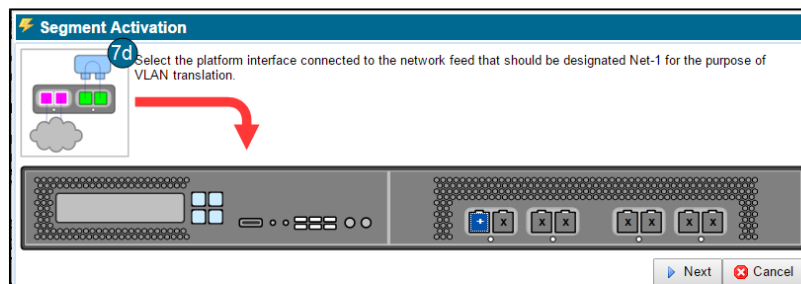 Segment Activation
7d
Select the platform interface connected to the network feed that should be designated Net-1 for the purpose of
VLAN translation.
+ x x x x x x x
Next Cancel